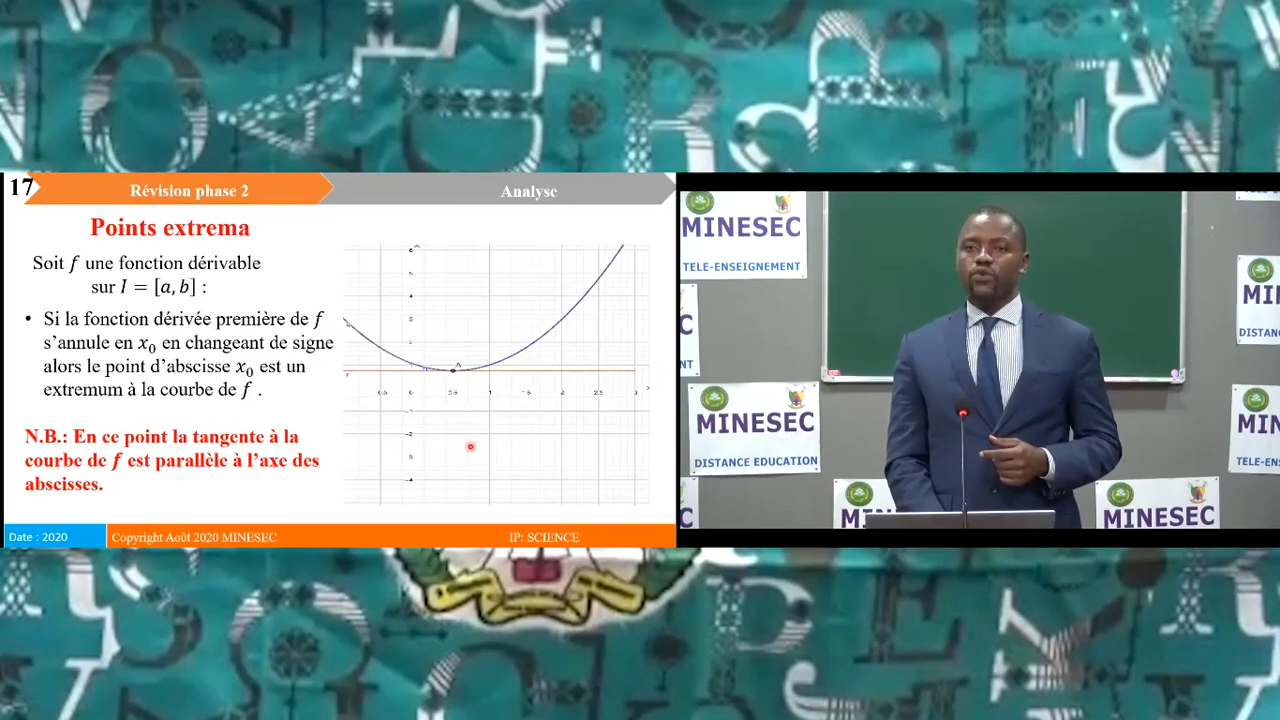 17
Révision phase 2
Analyse
Points extrema
Soit f une fonction dérivable
sur I = [a, b] :
• Si la fonction dérivée première de f
s’annule en x₀ en changeant de signe
alors le point d’abscisse x₀ est un
extremum à la courbe de f .
N.B.: En ce point la tangente à la
courbe de f est parallèle à l’axe des
abscisses.
Date : 2020
Copyright Août 2020 MINESEC
IP: SCIENCE
MINESEC
TELE-ENSEIGNEMENT
MINESEC
DISTANCE EDUCATION
MINESEC